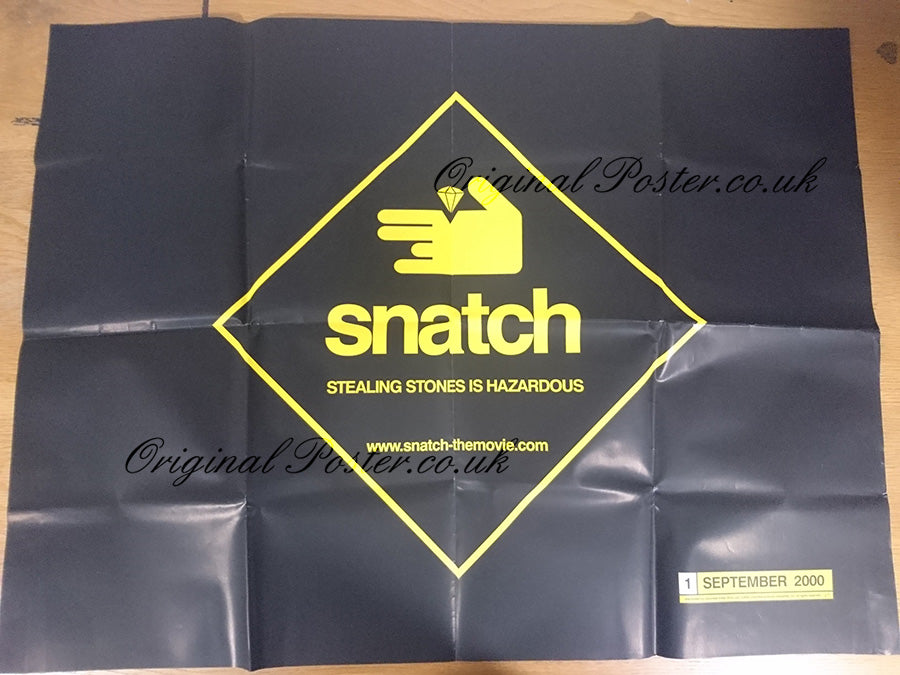 Original Poster.co.uk
snatch
STEALING STONES IS HAZARDOUS
www.snatch-themovie.com
Original Poster.co.uk
1 SEPTEMBER 2000